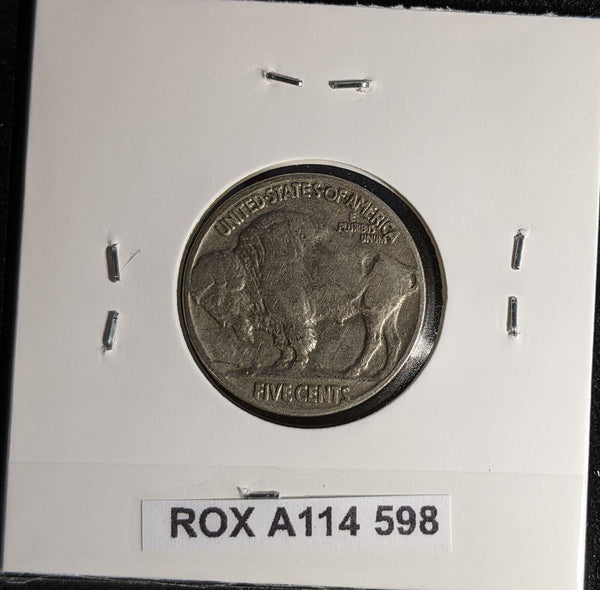 UNITED STATES OF AMERICA
E
PLURIBUS
UNUM
FIVE CENTS
ROX A114 598